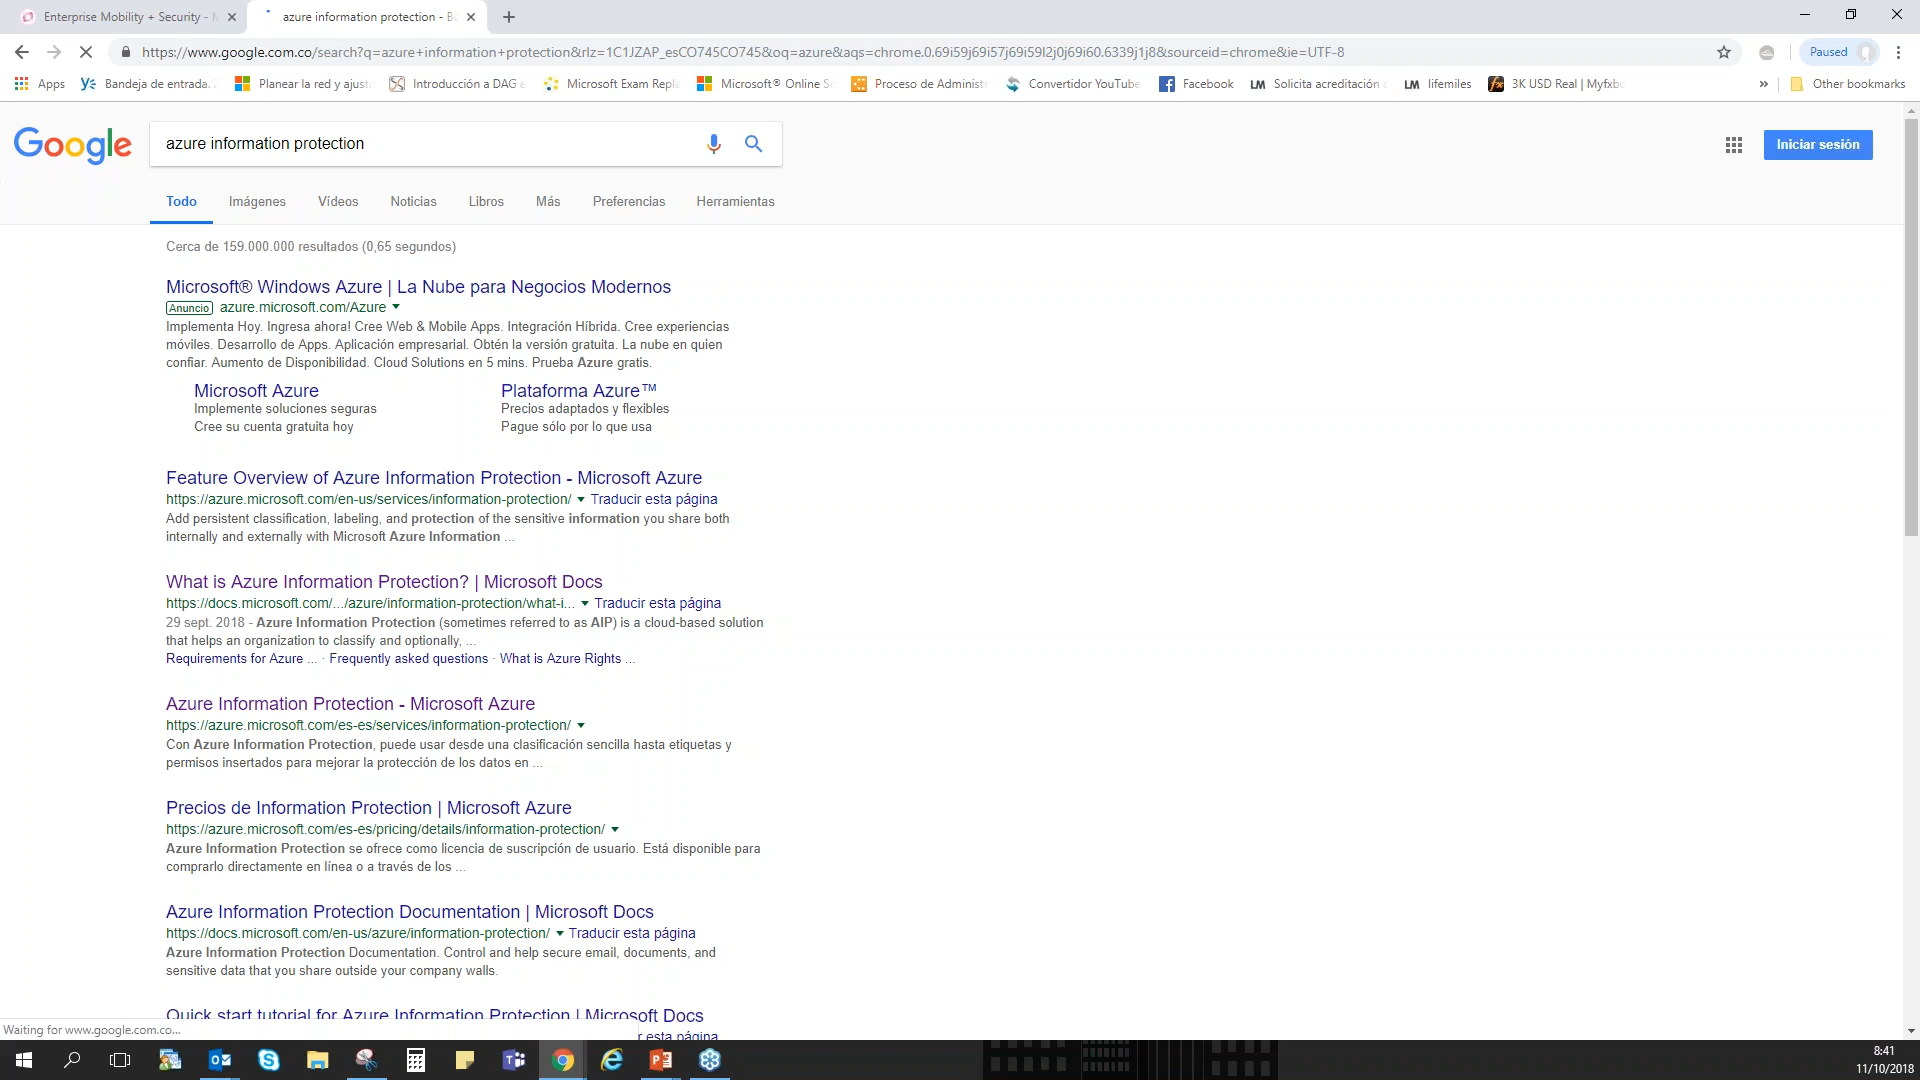 Enterprise Mobility + Security -
azure information protection - B
https://www.google.com.co/search?q=azure+information+protection&rlz=1C1JZAP_esCO745CO745&oq=azure&aqs=chrome.0.69i59j69i57j69i59l2j0j69i60.6339j1j8&sourceid=chrome&ie=UTF-8
Paused
Apps
Bandeja de entrada.
Planear la red y ajust
Introducción a DAG e
Microsoft Exam Repl
Microsoft® Online S
Proceso de Administ
Convertidor YouTube
Facebook
LM Solicita acreditación
LM lifemiles
fx 3K USD Real | Myfxb
»
Other bookmarks
Google
azure information protection
Iniciar sesión
Todo
Imágenes
Vídeos
Noticias
Libros
Más
Preferencias
Herramientas
Cerca de 159.000.000 resultados (0,65 segundos)
Microsoft® Windows Azure | La Nube para Negocios Modernos
Anuncio azure.microsoft.com/Azure
Implementa Hoy. Ingresa ahora! Cree Web & Mobile Apps. Integración Híbrida. Cree experiencias
móviles. Desarrollo de Apps. Aplicación empresarial. Obtén la versión gratuita. La nube en quien
confiar. Aumento de Disponibilidad. Cloud Solutions en 5 mins. Prueba Azure gratis.
Microsoft Azure
Implemente soluciones seguras
Cree su cuenta gratuita hoy
Plataforma Azure™
Precios adaptados y flexibles
Pague sólo por lo que usa
Feature Overview of Azure Information Protection - Microsoft Azure
https://azure.microsoft.com/en-us/services/information-protection/ Traducir esta página
Add persistent classification, labeling, and protection of the sensitive information you share both
internally and externally with Microsoft Azure Information ...
What is Azure Information Protection? | Microsoft Docs
https://docs.microsoft.com/.../azure/information-protection/what-i... Traducir esta página
29 sept. 2018 - Azure Information Protection (sometimes referred to as AIP) is a cloud-based solution
that helps an organization to classify and optionally, ...
Requirements for Azure ... · Frequently asked questions · What is Azure Rights ...
Azure Information Protection - Microsoft Azure
https://azure.microsoft.com/es-es/services/information-protection/
Con Azure Information Protection, puede usar desde una clasificación sencilla hasta etiquetas y
permisos insertados para mejorar la protección de los datos en ...
Precios de Information Protection | Microsoft Azure
https://azure.microsoft.com/es-es/pricing/details/information-protection/
Azure Information Protection se ofrece como licencia de suscripción de usuario. Está disponible para
comprarlo directamente en línea o a través de los ...
Azure Information Protection Documentation | Microsoft Docs
https://docs.microsoft.com/en-us/azure/information-protection/ Traducir esta página
Azure Information Protection Documentation. Control and help secure email, documents, and
sensitive data that you share outside your company walls.
Quick start tutorial for Azure Information Protection | Microsoft Docs
r esta página
Waiting for www.google.com.co...
8:41
11/10/2018